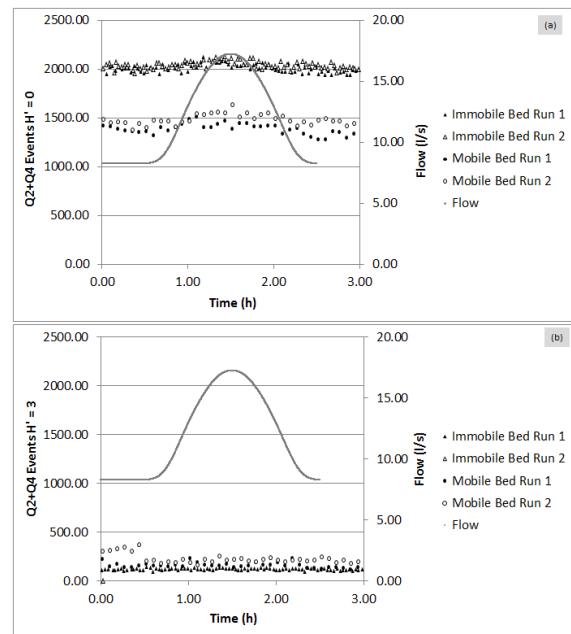 (a)
2500.00
2000.00
1500.00
1000.00
500.00
0.00
Q2+Q4 Events H' = 0
20.00
15.00
10.00
5.00
0.00
Flow (l/s)
0.00 1.00 2.00 3.00
Time (h)
Immobile Bed Run 1
Immobile Bed Run 2
Mobile Bed Run 1
Mobile Bed Run 2
Flow
(b)
2500.00
2000.00
1500.00
1000.00
500.00
0.00
Q2+Q4 Events H' = 3
20.00
15.00
10.00
5.00
0.00
Flow (l/s)
0.00 1.00 2.00 3.00
Time (h)
Immobile Bed Run 1
Immobile Bed Run 2
Mobile Bed Run 1
Mobile Bed Run 2
Flow